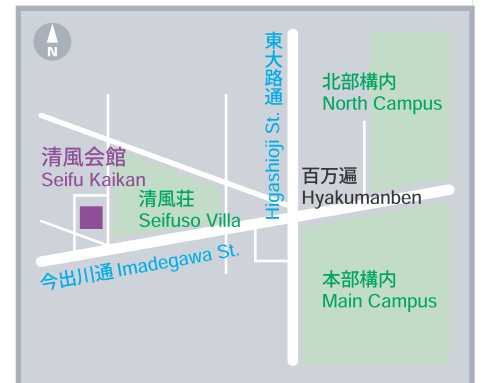 N
東大路通
Higashioji St.
北部構内
North Campus
清風会館
Seifu Kaikan
清風荘
Seifuso Villa
百万遍
Hyakumanben
今出川通 Imadegawa St.
本部構内
Main Campus